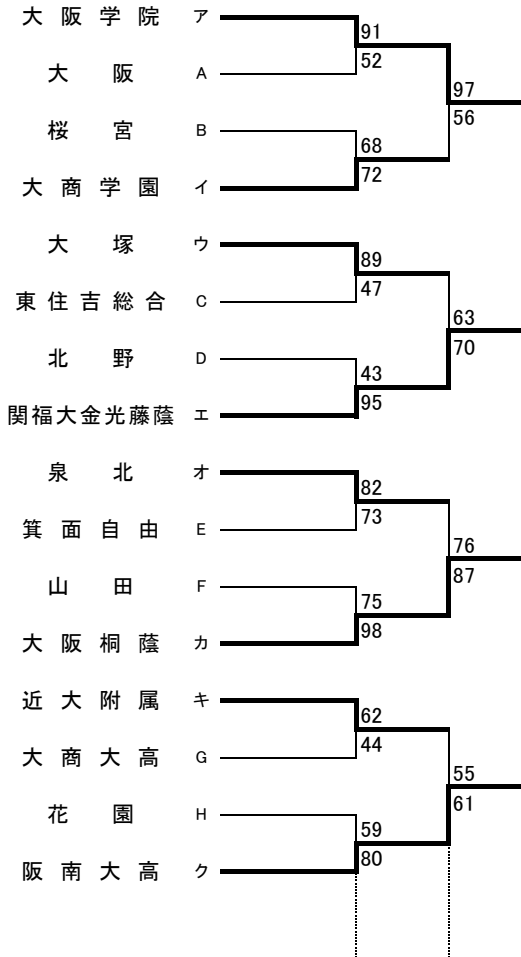 大阪学院 ア
91
52
大阪 A
97
56
桜宮 B
68
72
大商学園 イ
大塚 ウ
89
47
東住吉総合 C
63
70
北野 D
43
95
関福大金光藤蔭 エ
泉北 オ
82
73
箕面自由 E
76
87
山田 F
75
98
大阪桐蔭 カ
近大附属 キ
62
44
大商大高 G
55
61
花園 H
59
80
阪南大高 ク